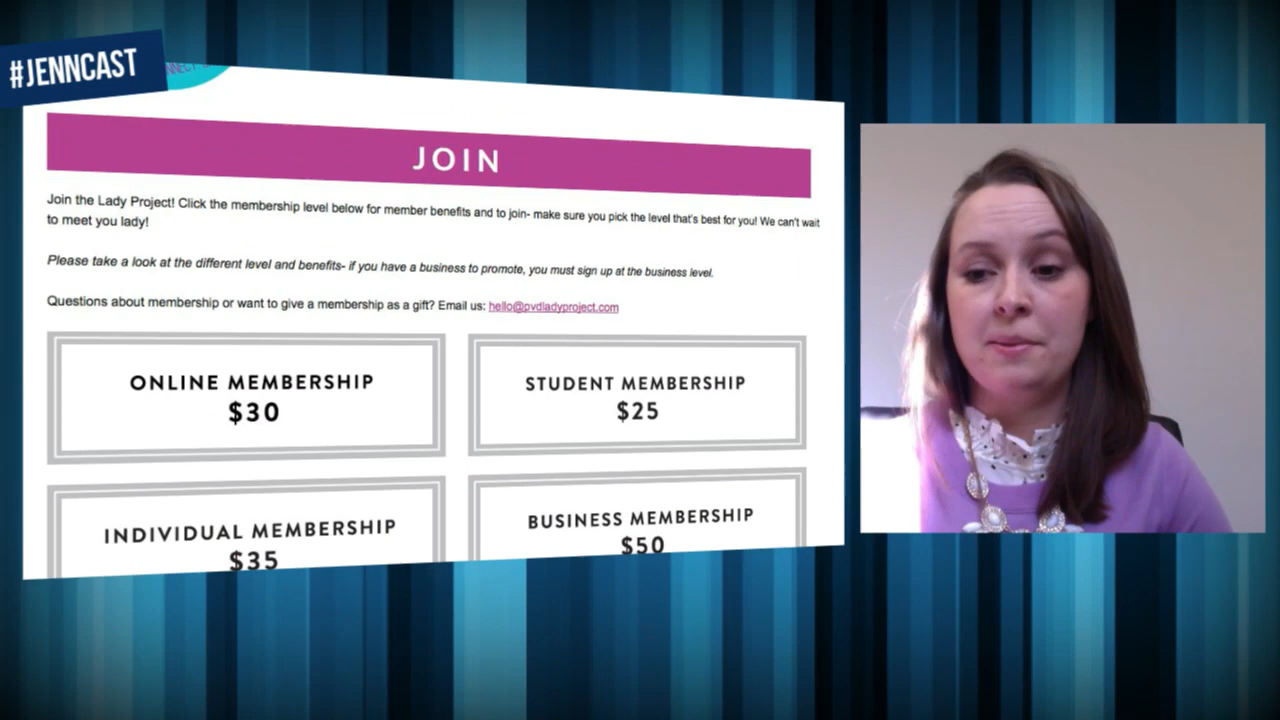 #JENNCAST
JOIN
Join the Lady Project! Click the membership level below for member benefits and to join- make sure you pick the level that's best for you! We can't wait
to meet you lady!
Please take a look at the different level and benefits- if you have a business to promote, you must sign up at the business level.
Questions about membership or want to give a membership as a gift? Email us: hello@pvdladyproject.com
ONLINE MEMBERSHIP
$30
STUDENT MEMBERSHIP
$25
INDIVIDUAL MEMBERSHIP
$35
BUSINESS MEMBERSHIP
$50